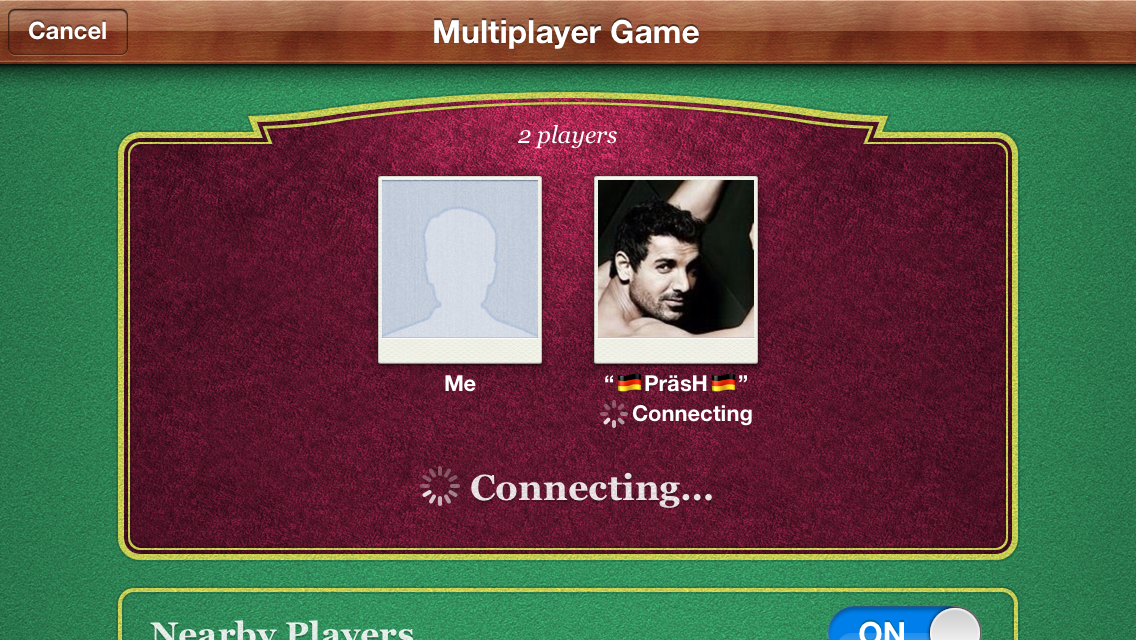 Cancel
Multiplayer Game
2 players
Me
“🇩🇪PräsH🇩🇪”
Connecting
Connecting...
Nearby Players
ON